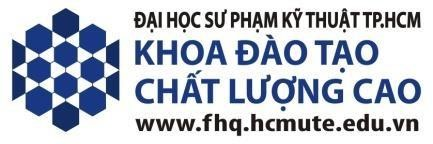 ĐẠI HỌC SƯ PHẠM KỸ THUẬT TP.HCM
KHOA ĐÀO TẠO
CHẤT LƯỢNG CAO
www.fhq.hcmute.edu.vn